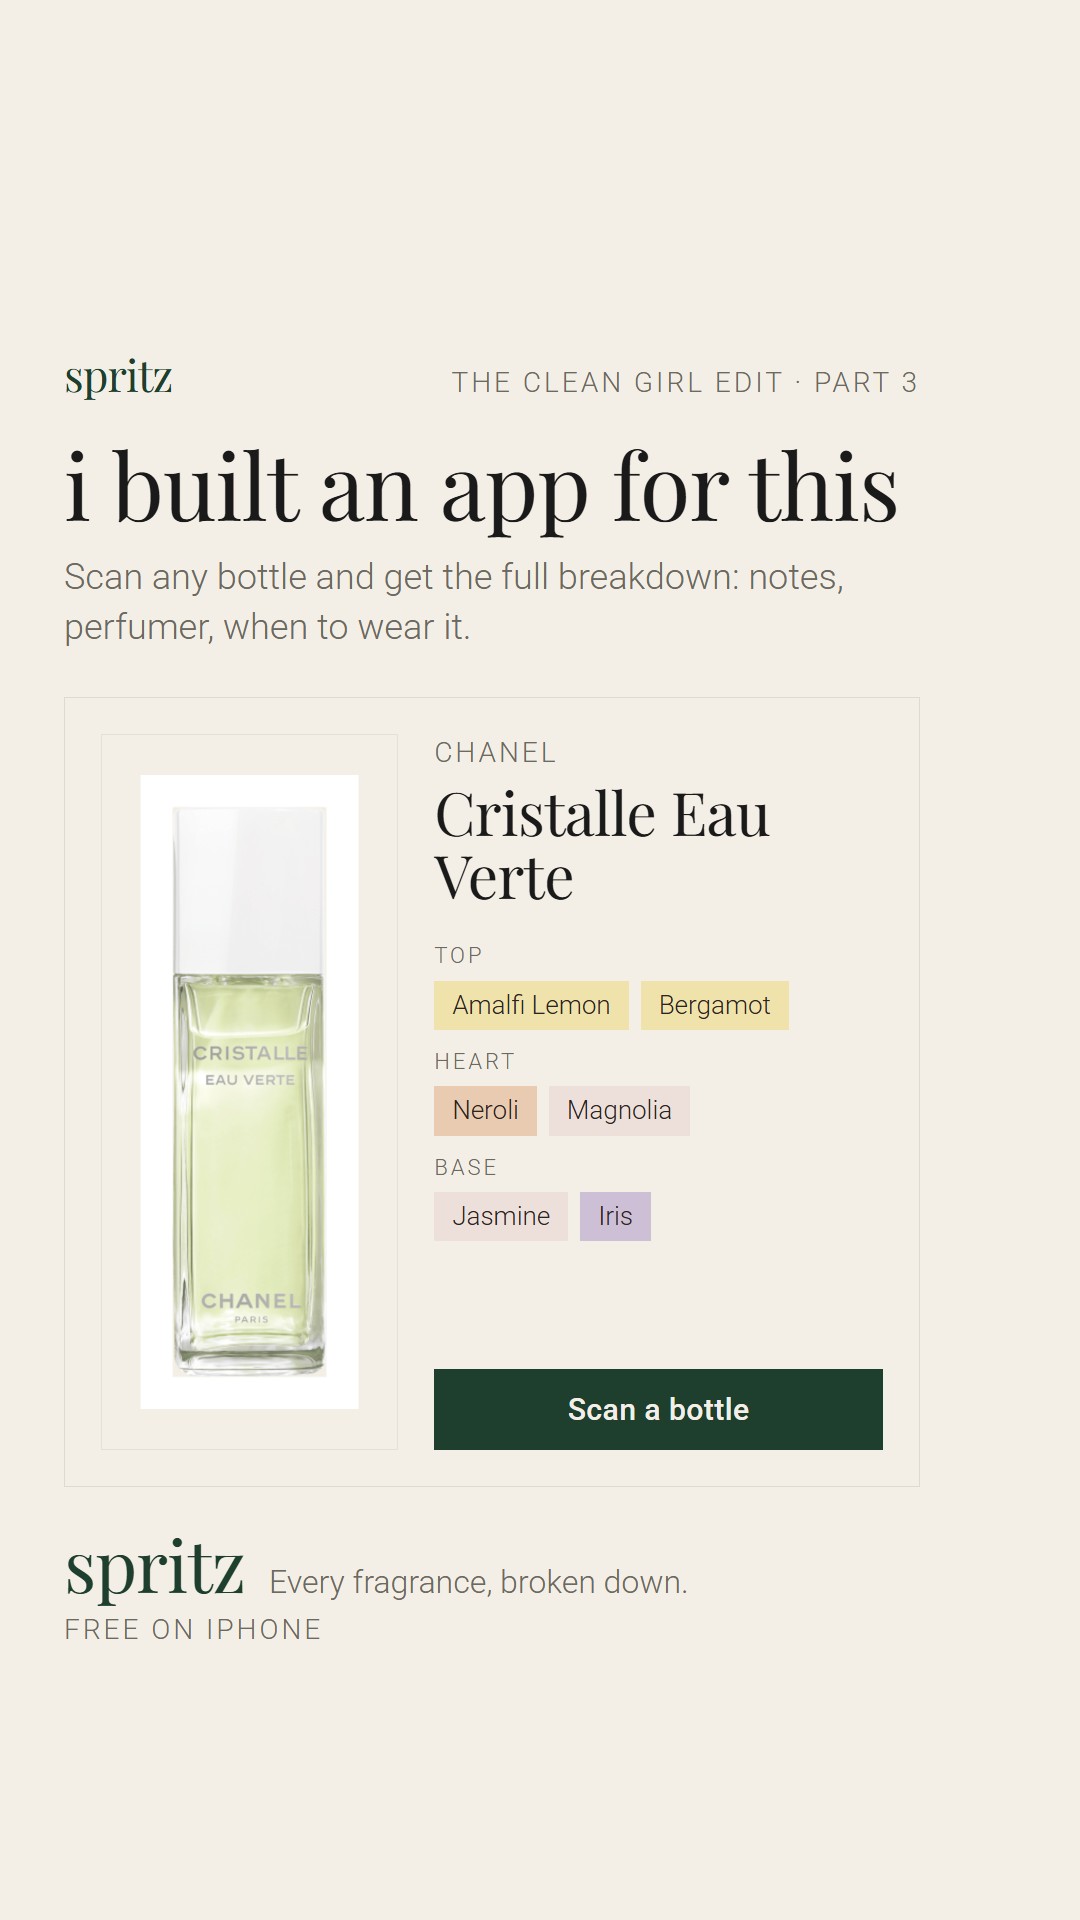 spritz
THE CLEAN GIRL EDIT · PART 3
i built an app for this
Scan any bottle and get the full breakdown: notes,
perfumer, when to wear it.
CRISTALLE
EAU VERTE
CHANEL
PARIS
CHANEL
Cristalle Eau
Verte
TOP
Amalfi Lemon Bergamot
HEART
Neroli Magnolia
BASE
Jasmine Iris
Scan a bottle
spritz Every fragrance, broken down.
FREE ON IPHONE